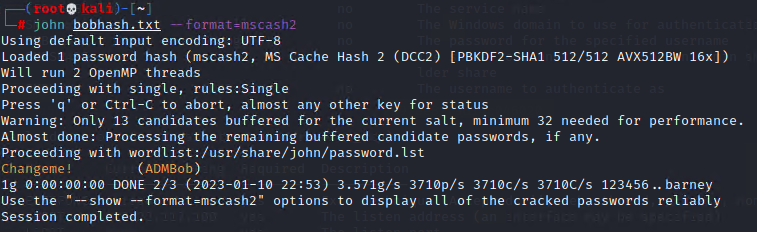 ┌──(root💀kali)-[~]
└─# john bobhash.txt --format=mscash2
Using default input encoding: UTF-8
Loaded 1 password hash (mscash2, MS Cache Hash 2 (DCC2) [PBKDF2-SHA1 512/512 AVX512BW 16x])
Will run 2 OpenMP threads
Proceeding with single, rules:Single
Press 'q' or Ctrl-C to abort, almost any other key for status
Warning: Only 13 candidates buffered for the current salt, minimum 32 needed for performance.
Almost done: Processing the remaining buffered candidate passwords, if any.
Proceeding with wordlist:/usr/share/john/password.lst
Changeme! (ADMBob)
1g 0:00:00:00 DONE 2/3 (2023-01-10 22:53) 3.571g/s 3710p/s 3710c/s 3710C/s 123456..barney
Use the "--show --format=mscash2" options to display all of the cracked passwords reliably
Session completed.